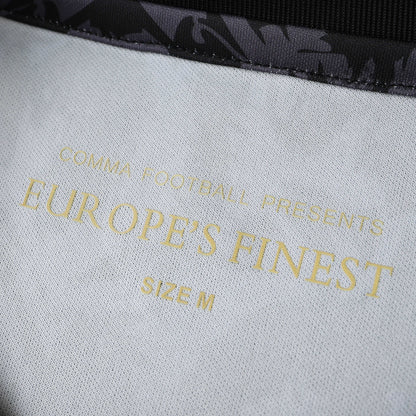 COMMA FOOTBALL PRESENTS
EUROPE'S FINEST
SIZE M